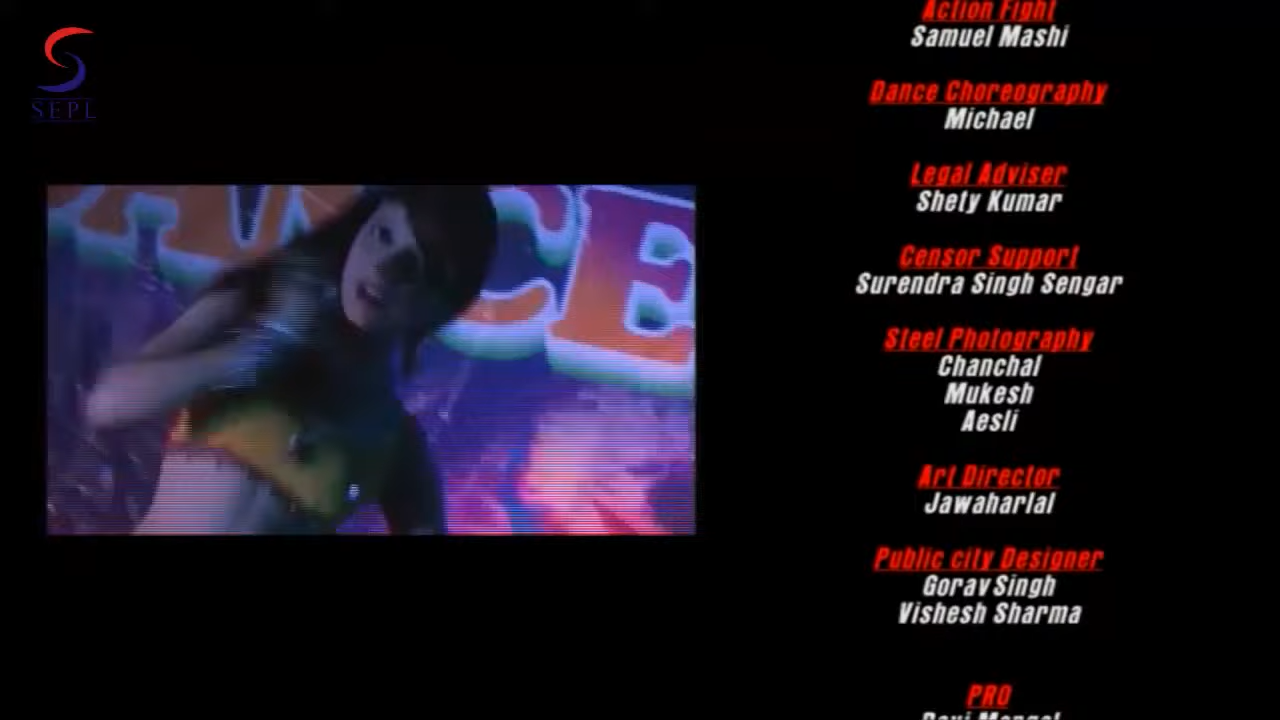 SEPL
ANCE
Action Fight
Samuel Mashi
Dance Choreography
Michael
Legal Adviser
Shety Kumar
Censor Support
Surendra Singh Sengar
Steel Photography
Chanchal
Mukesh
Aesli
Art Director
Jawaharlal
Public city Designer
Gorav Singh
Vishesh Sharma
PRO